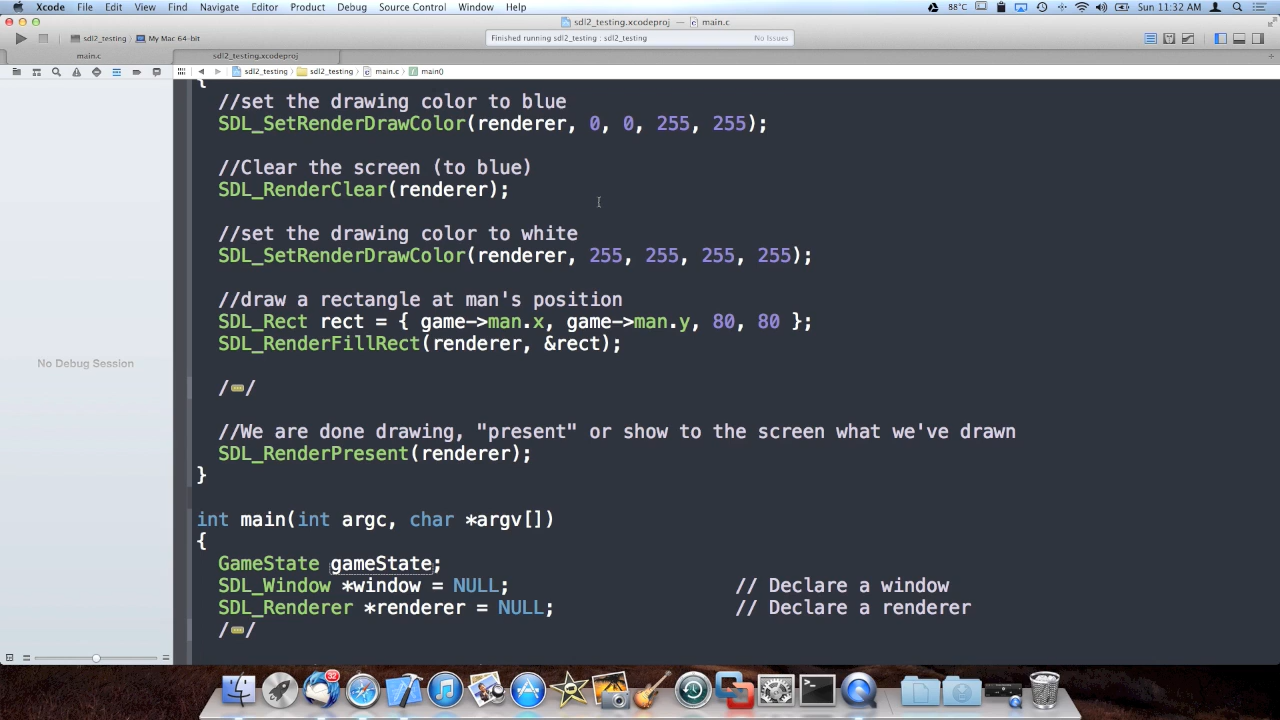 Xcode File Edit View Find Navigate Editor Product Debug Source Control Window Help 88°C Sun 11:32 AM
sdl2_testing.xcodeproj — main.c
sdl2_testing My Mac 64-bit
Finished running sdl2_testing : sdl2_testing No Issues
main.c sdl2_testing.xcodeproj
sdl2_testing sdl2_testing main.c main()
{
//set the drawing color to blue
SDL_SetRenderDrawColor(renderer, 0, 0, 255, 255);
//Clear the screen (to blue)
SDL_RenderClear(renderer);
//set the drawing color to white
SDL_SetRenderDrawColor(renderer, 255, 255, 255, 255);
//draw a rectangle at man's position
SDL_Rect rect = { game->man.x, game->man.y, 80, 80 };
SDL_RenderFillRect(renderer, &rect);
No Debug Session
/…/
//We are done drawing, "present" or show to the screen what we've drawn
SDL_RenderPresent(renderer);
}
int main(int argc, char *argv[])
{
GameState gameState;
SDL_Window *window = NULL; // Declare a window
SDL_Renderer *renderer = NULL; // Declare a renderer
/…/
32